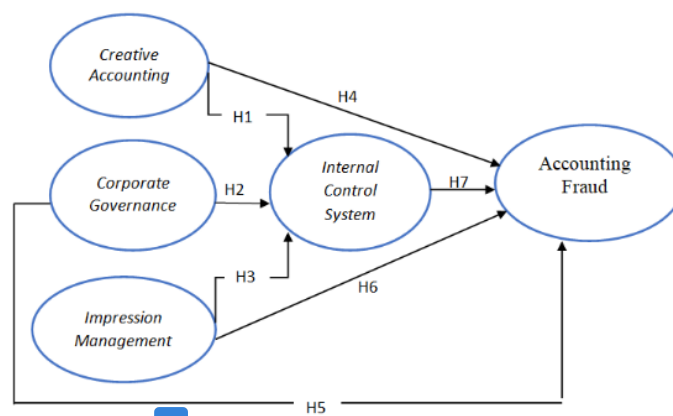 Creative
Accounting
H4
H1
Internal
Control
System
Accounting
Fraud
Corporate
Governance
H2
H7
H3
H6
Impression
Management
H5